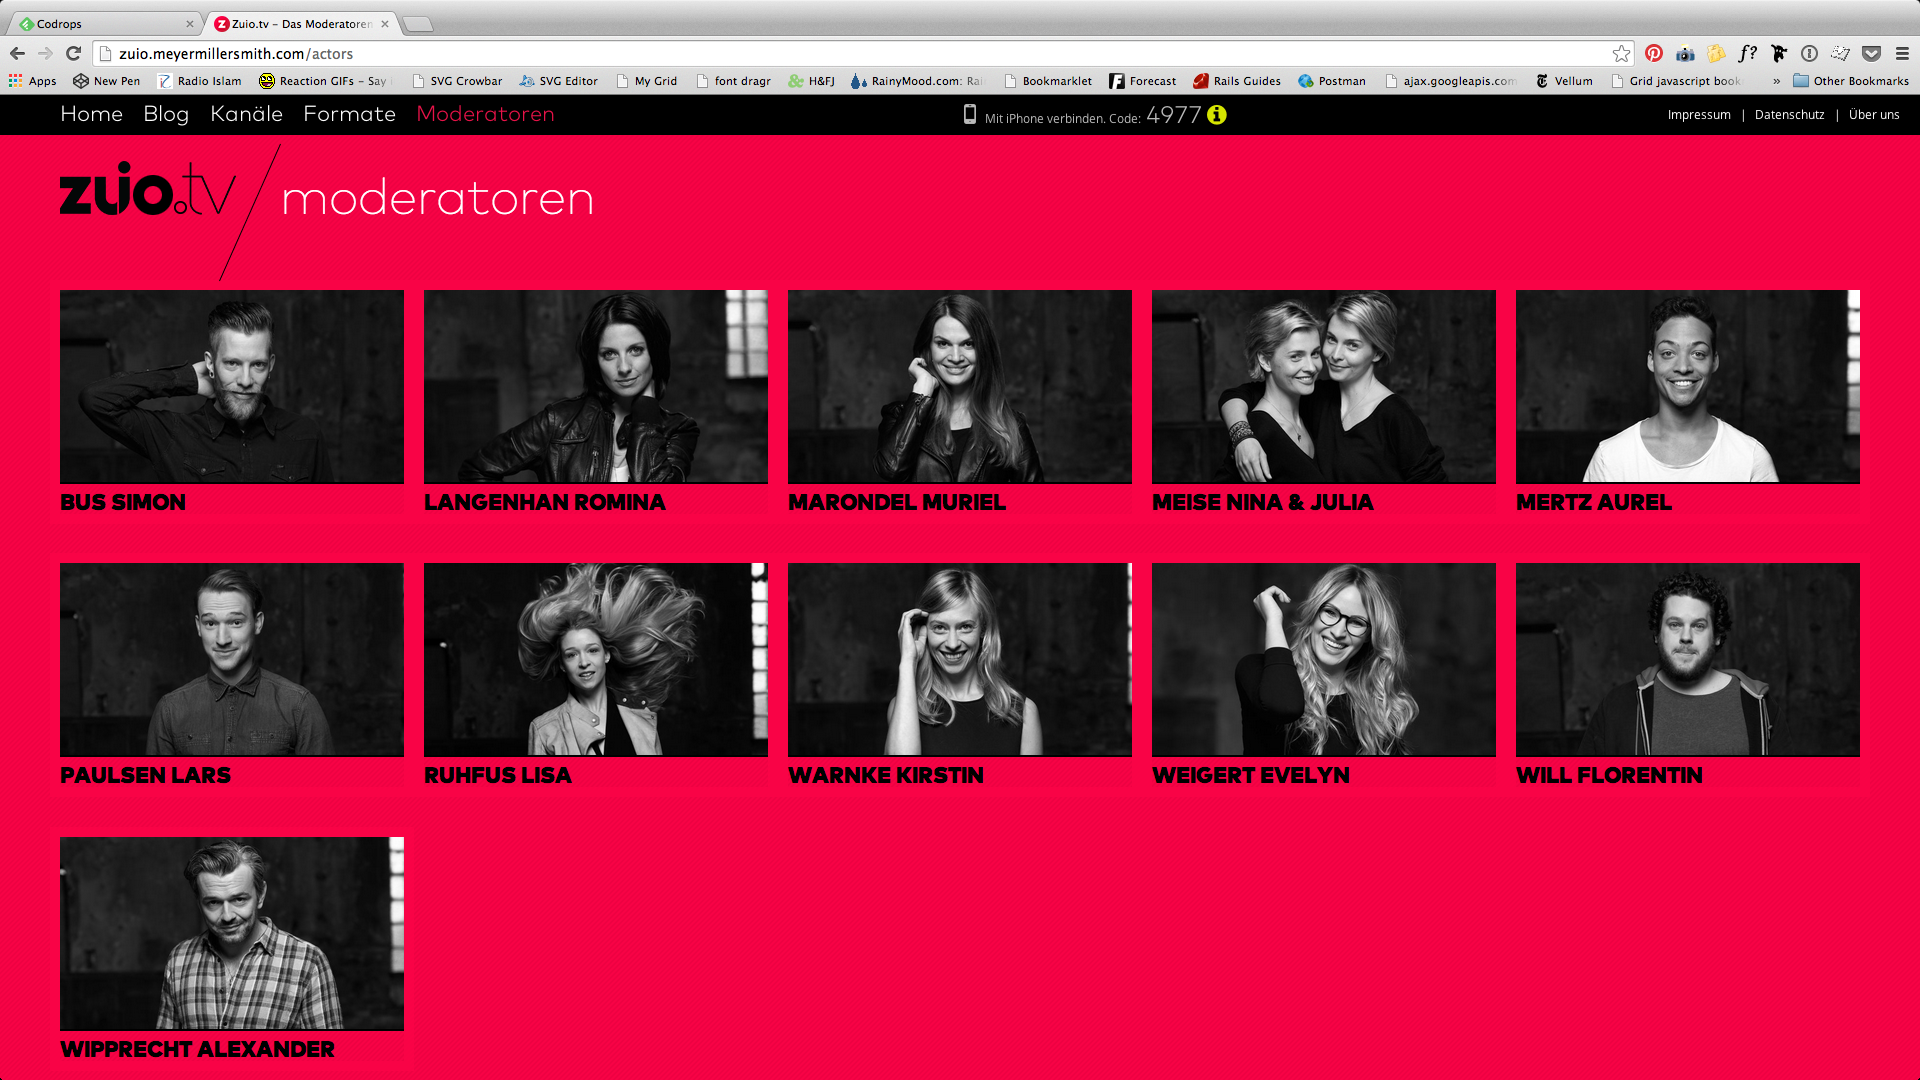 Codrops
Zuio.tv – Das Moderatoren
zuio.meyermillersmith.com/actors
Apps New Pen Radio Islam Reaction GIFs – Say SVG Crowbar SVG Editor My Grid font dragr H&FJ RainyMood.com: Rai Bookmarklet Forecast Rails Guides Postman ajax.googleapis.com Vellum Grid javascript book » Other Bookmarks
Home Blog Kanäle Formate Moderatoren Mit iPhone verbinden. Code: 4977 Impressum | Datenschutz | Über uns
zuio.tv / moderatoren
BUS SIMON
LANGENHAN ROMINA
MARONDEL MURIEL
MEISE NINA & JULIA
MERTZ AUREL
PAULSEN LARS
RUHFUS LISA
WARNKE KIRSTIN
WEIGERT EVELYN
WILL FLORENTIN
WIPPRECHT ALEXANDER